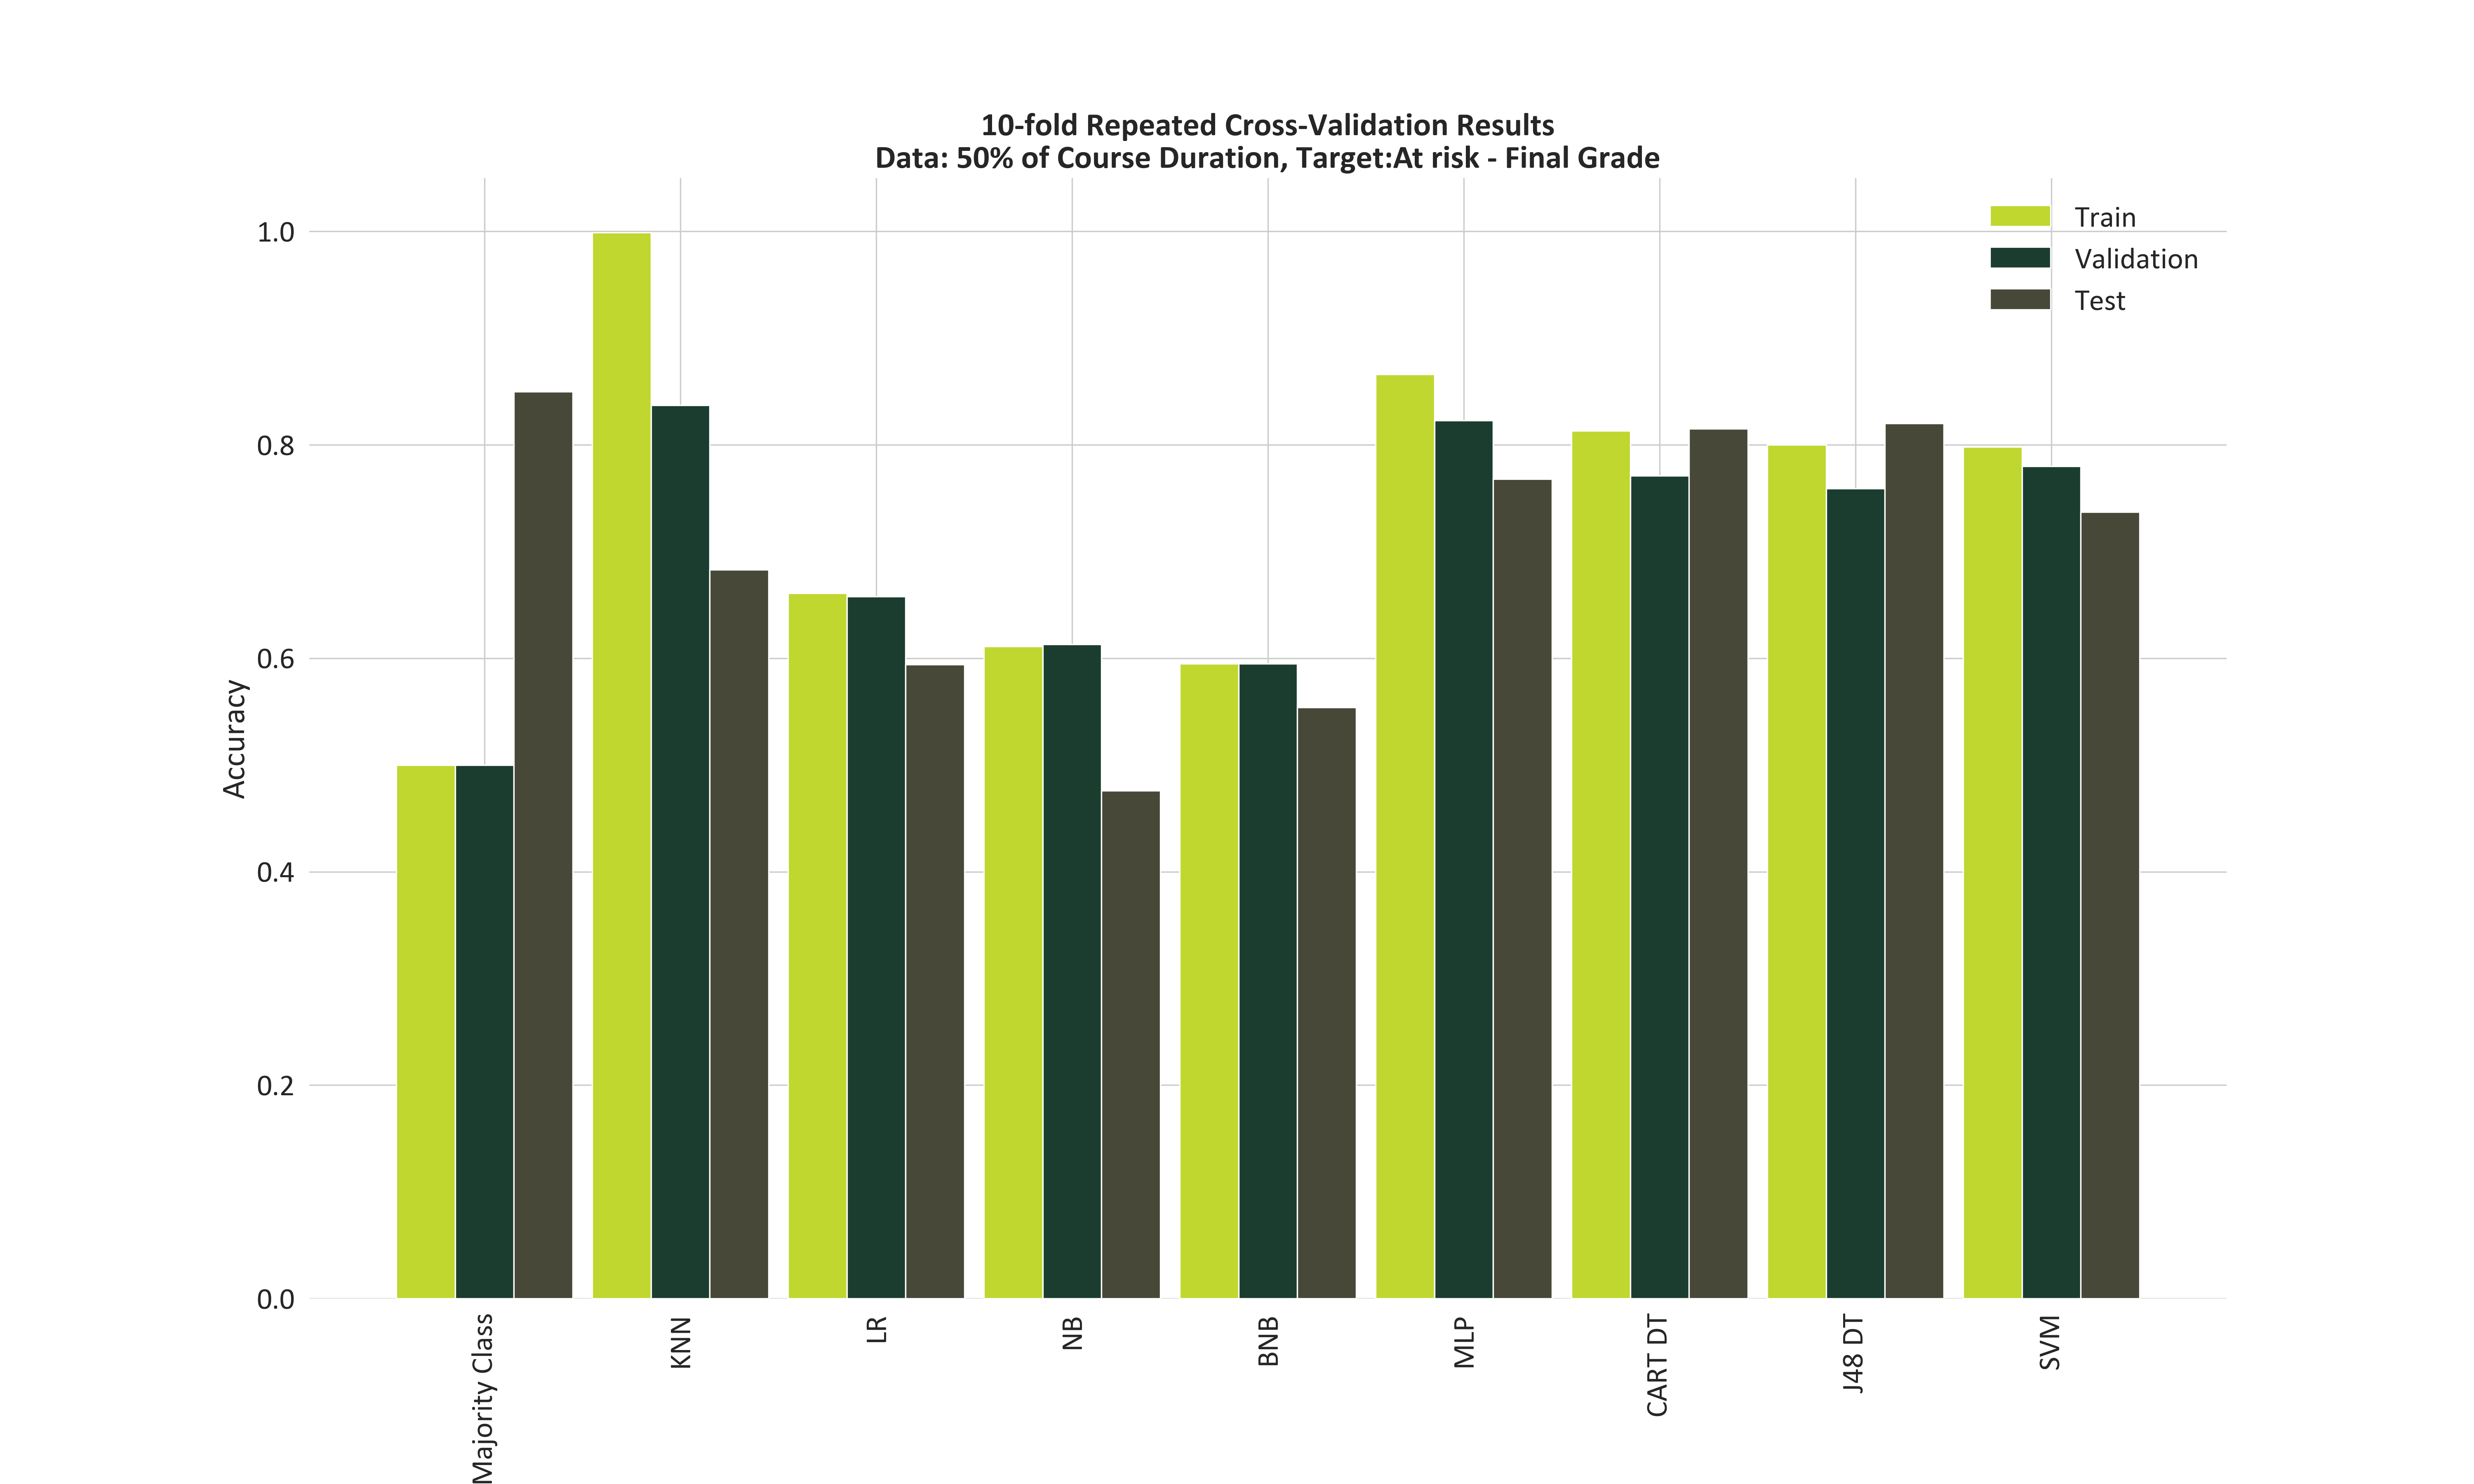 10-fold Repeated Cross-Validation Results
Data: 50% of Course Duration, Target:At risk - Final Grade
Train
Validation
Test
Accuracy
1.0
0.8
0.6
0.4
0.2
0.0
Majority Class
KNN
LR
NB
BNB
MLP
CART DT
J48 DT
SVM